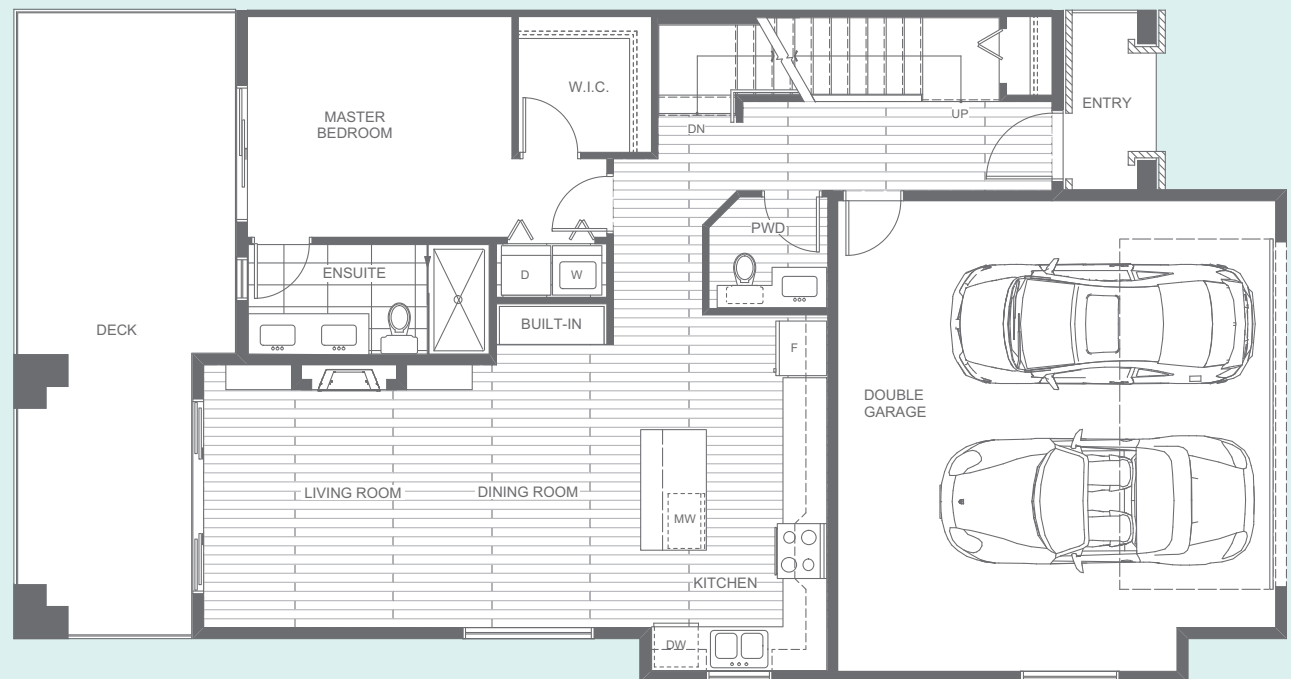 W.I.C.
MASTER
BEDROOM
ENTRY
UP
DN
PWD
ENSUITE
D
W
BUILT-IN
DECK
F
DOUBLE
GARAGE
LIVING ROOM
DINING ROOM
MW
KITCHEN
DW